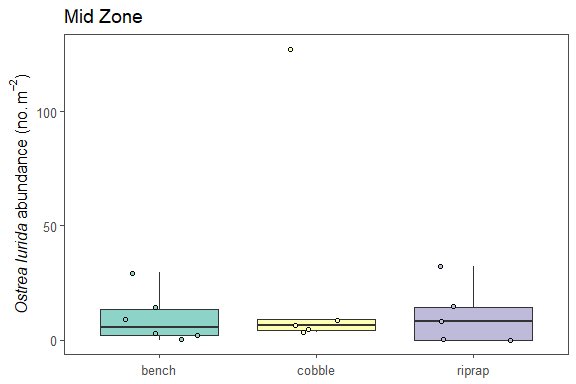 Mid Zone
Ostrea lurida abundance (no. m⁻²)
100
50
0
bench cobble riprap